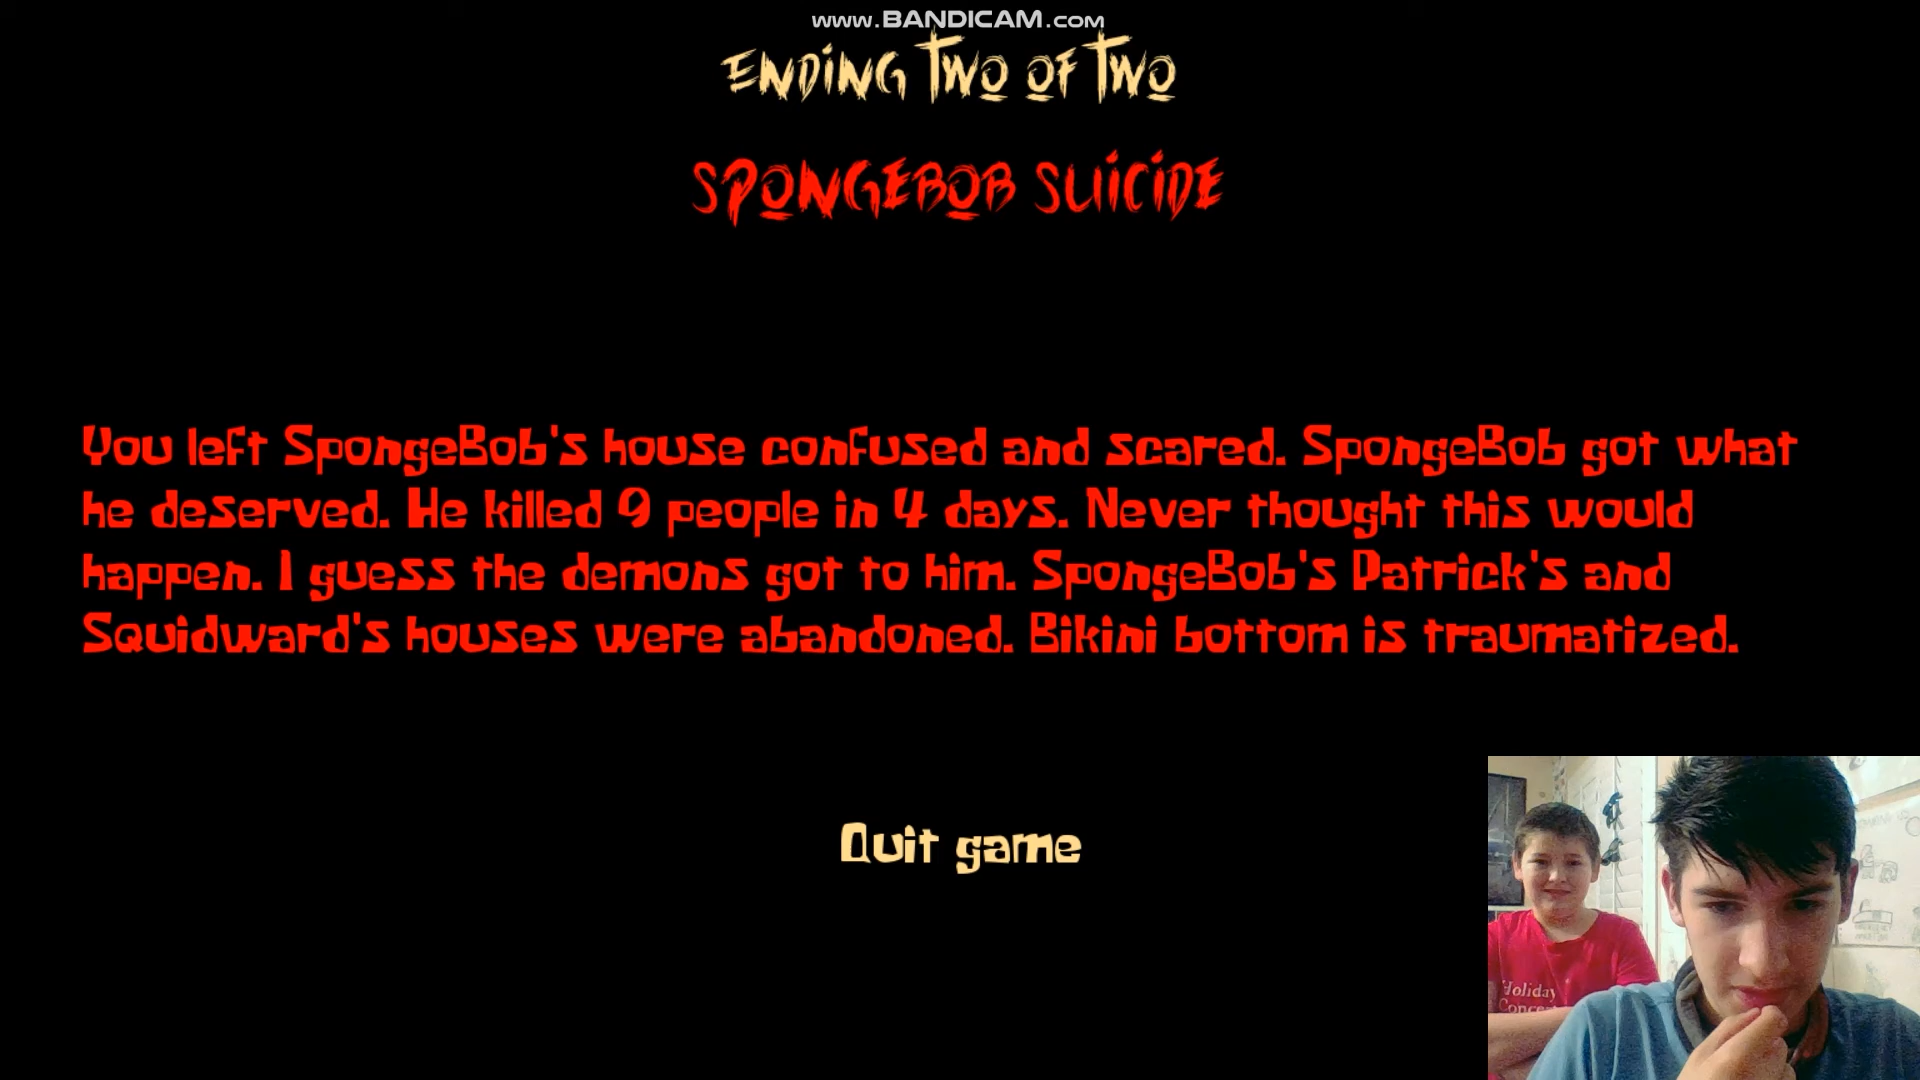 www.BANDICAM.com
ENDING TWO OF TWO
SPONGEBOB SUICIDE
You left SpongeBob's house confused and scared. SpongeBob got what
he deserved. He killed 9 people in 4 days. Never thought this would
happen. I guess the demons got to him. SpongeBob's Patrick's and
Squidward's houses were abandoned. Bikini bottom is traumatized.
Quit game
Holiday
Concert